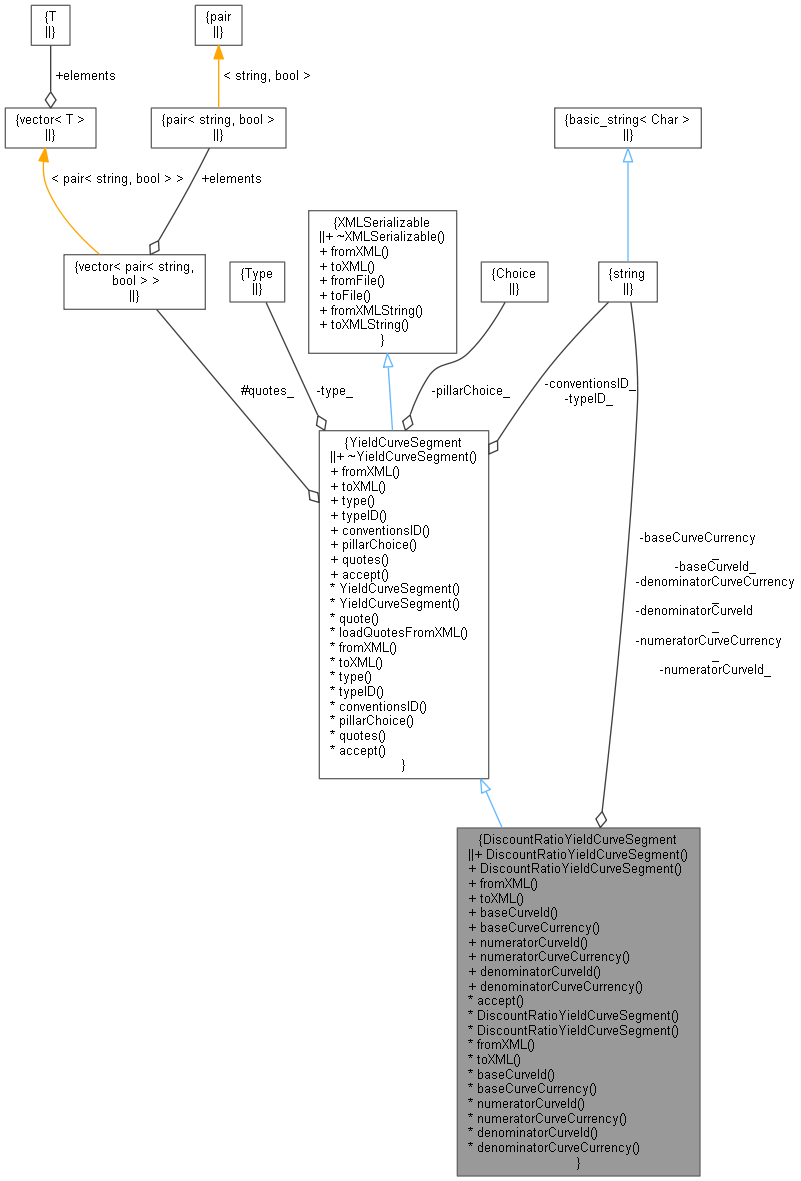 {T
||}
{pair
||}
+elements
< string, bool >
{vector< T >
||}
{pair< string, bool >
||}
{basic_string< Char >
||}
< pair< string, bool > >
+elements
{XMLSerializable
||+ ~XMLSerializable()
+ fromXML()
+ toXML()
+ fromFile()
+ toFile()
+ fromXMLString()
+ toXMLString()
}
{vector< pair< string,
bool > >
||}
{Type
||}
{Choice
||}
{string
||}
#quotes_
-type_
-pillarChoice_
-conventionsID_
-typeID_
{YieldCurveSegment
||+ ~YieldCurveSegment()
+ fromXML()
+ toXML()
+ type()
+ typeID()
+ conventionsID()
+ pillarChoice()
+ quotes()
+ accept()
* YieldCurveSegment()
* YieldCurveSegment()
* quote()
* loadQuotesFromXML()
* fromXML()
* toXML()
* type()
* typeID()
* conventionsID()
* pillarChoice()
* quotes()
* accept()
}
-baseCurveCurrency
_
-baseCurveId_
-denominatorCurveCurrency
_
-denominatorCurveId
_
-numeratorCurveCurrency
_
-numeratorCurveId_
{DiscountRatioYieldCurveSegment
||+ DiscountRatioYieldCurveSegment()
+ DiscountRatioYieldCurveSegment()
+ fromXML()
+ toXML()
+ baseCurveId()
+ baseCurveCurrency()
+ numeratorCurveId()
+ numeratorCurveCurrency()
+ denominatorCurveId()
+ denominatorCurveCurrency()
* accept()
* DiscountRatioYieldCurveSegment()
* DiscountRatioYieldCurveSegment()
* fromXML()
* toXML()
* baseCurveId()
* baseCurveCurrency()
* numeratorCurveId()
* numeratorCurveCurrency()
* denominatorCurveId()
* denominatorCurveCurrency()
}